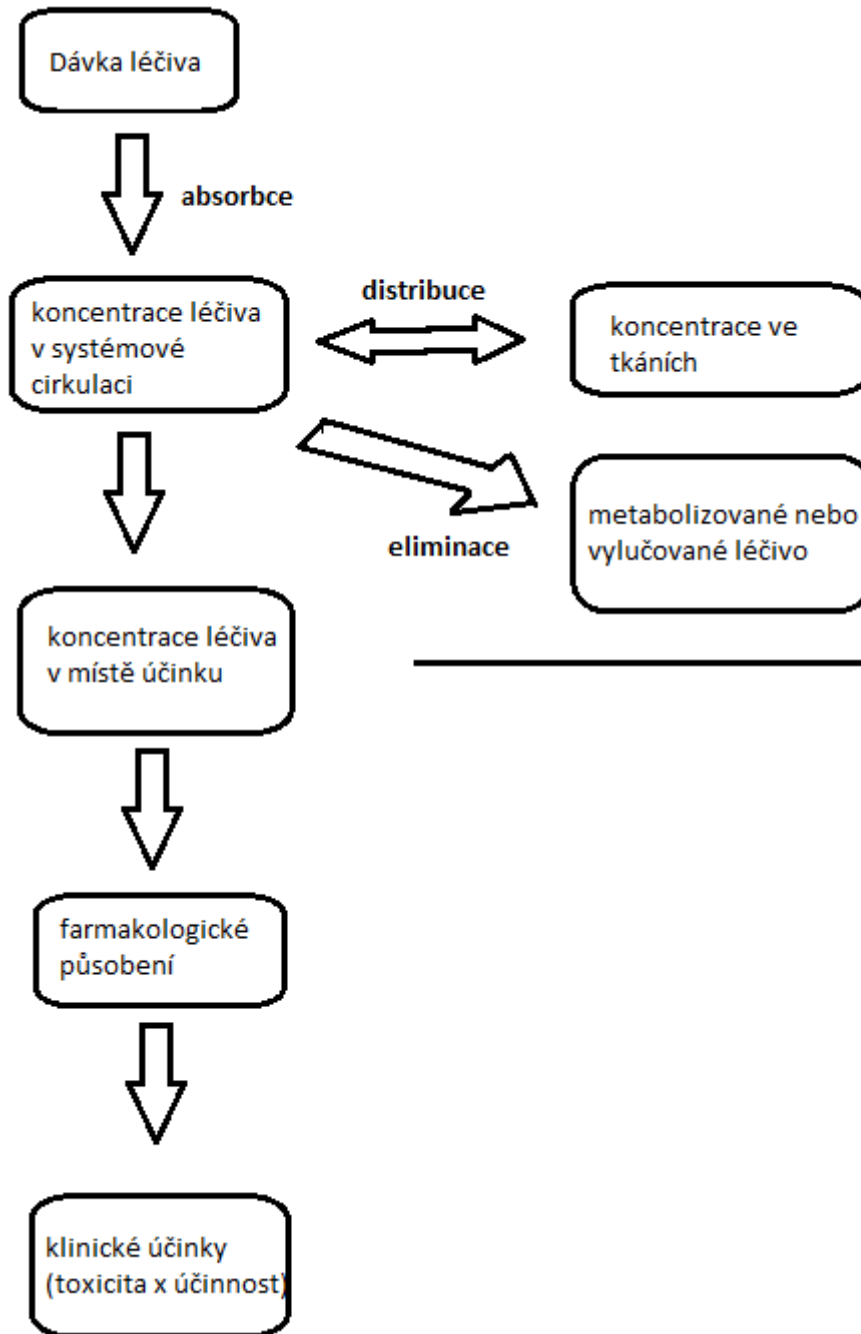 Dávka léčiva
absorbce
koncentrace léčiva
v systémové
cirkulaci
distribuce
koncentrace ve
tkáních
eliminace
metabolizované nebo
vylučované léčivo
koncentrace léčiva
v místě účinku
farmakologické
působení
klinické účinky
(toxicita x účinnost)